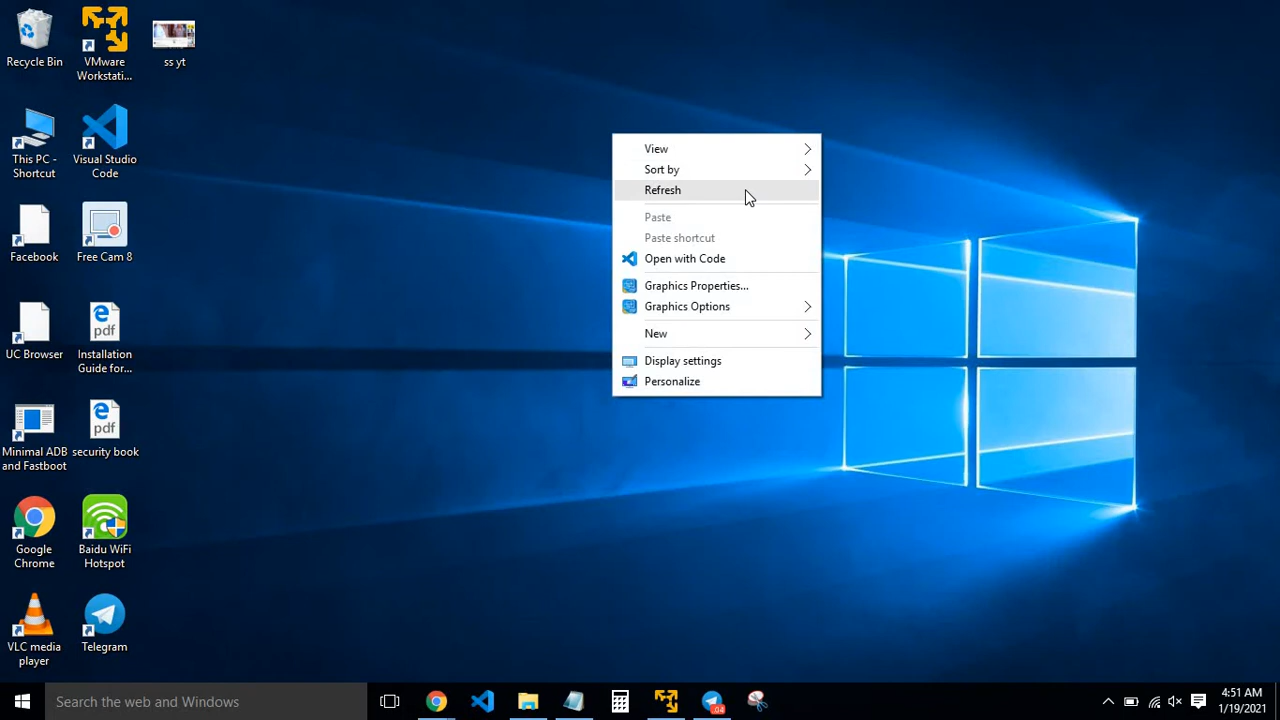 Recycle Bin
VMware
Workstati...
ss yt
This PC -
Shortcut
Visual Studio
Code
Facebook
Free Cam 8
UC Browser
pdf
Installation
Guide for...
Minimal ADB
and Fastboot
pdf
security book
Google
Chrome
Baidu WiFi
Hotspot
VLC media
player
Telegram
View
Sort by
Refresh
Paste
Paste shortcut
Open with Code
Graphics Properties...
Graphics Options
New
Display settings
Personalize
Search the web and Windows
04
4:51 AM
1/19/2021